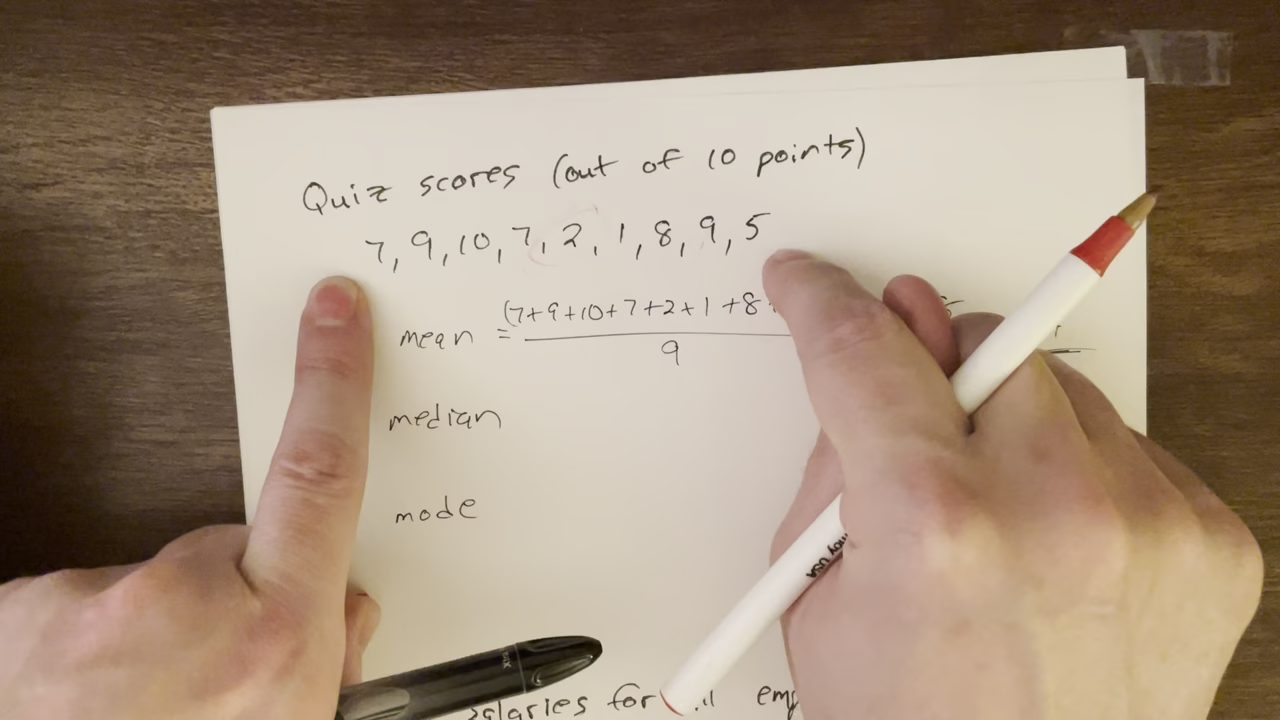 Quiz scores (out of 10 points)
7, 9, 10, 7, 2, 1, 8, 9, 5
(7+9+10+7+2+1+8
mean =
9
median
mode
salaries for
USA